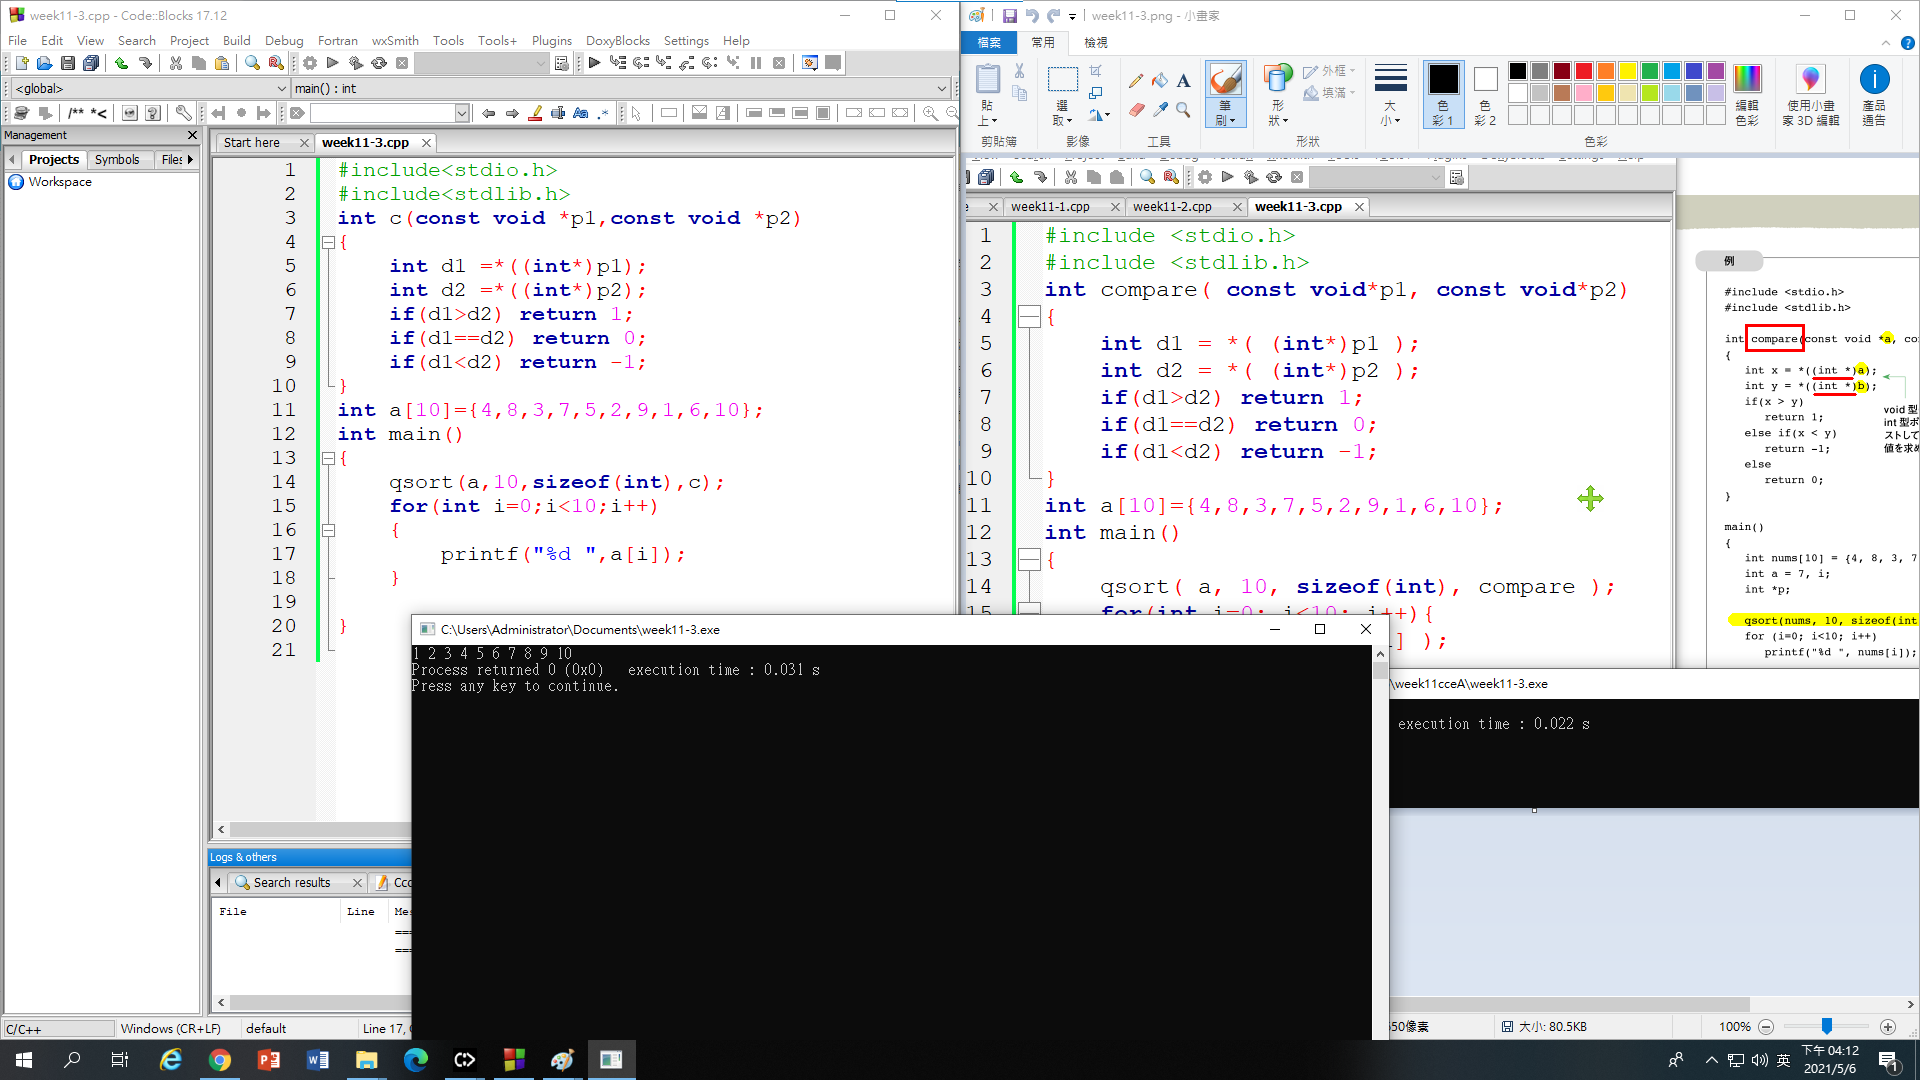 week11-3.cpp - Code::Blocks 17.12
File Edit View Search Project Build Debug Fortran wxSmith Tools Tools+ Plugins DoxyBlocks Settings Help
<global>
main() : int
/** *<
Management
Projects Symbols Files
Workspace
Start here
week11-3.cpp
1 #include<stdio.h>
2 #include<stdlib.h>
3 int c(const void *p1,const void *p2)
4 {
5 int d1 =*((int*)p1);
6 int d2 =*((int*)p2);
7 if(d1>d2) return 1;
8 if(d1==d2) return 0;
9 if(d1<d2) return -1;
10 }
11 int a[10]={4,8,3,7,5,2,9,1,6,10};
12 int main()
13 {
14 qsort(a,10,sizeof(int),c);
15 for(int i=0;i<10;i++)
16 {
17 printf("%d ",a[i]);
18 }
19
20 }
21
Logs & others
Search results
File Line
C/C++
Windows (CR+LF)
default
Line 17,
C:\Users\Administrator\Documents\week11-3.exe
1 2 3 4 5 6 7 8 9 10
Process returned 0 (0x0)   execution time : 0.031 s
Press any key to continue.
week11-3.png - 小畫家
檔案 常用 檢視
貼上
剪貼簿
選取
影像
工具
筆刷
形狀
外框
填滿
形狀
大小
色彩 1
色彩 2
編輯色彩
色彩
使用小畫家 3D 編輯
產品通告
week11-1.cpp
week11-2.cpp
week11-3.cpp
1 #include <stdio.h>
2 #include <stdlib.h>
3 int compare( const void*p1, const void*p2)
4 {
5 int d1 = *( (int*)p1 );
6 int d2 = *( (int*)p2 );
7 if(d1>d2) return 1;
8 if(d1==d2) return 0;
9 if(d1<d2) return -1;
10 }
11 int a[10]={4,8,3,7,5,2,9,1,6,10};
12 int main()
13 {
14 qsort( a, 10, sizeof(int), compare );
15 for(int i=0; i<10; i++){
] );
例
#include <stdio.h>
#include <stdlib.h>
int compare(const void *a, co
{
int x = *((int *)a);
int y = *((int *)b);
if(x > y)
return 1;
else if(x < y)
return -1;
else
return 0;
}
void 型
int 型ポ
ストして
値を求め
main()
{
int nums[10] = {4, 8, 3, 7
int a = 7, i;
int *p;
qsort(nums, 10, sizeof(int
for (i=0; i<10; i++)
printf("%d ", nums[i]);
\week11cceA\week11-3.exe
execution time : 0.022 s
50像素
大小: 80.5KB
100%
英
下午 04:12
2021/5/6
1